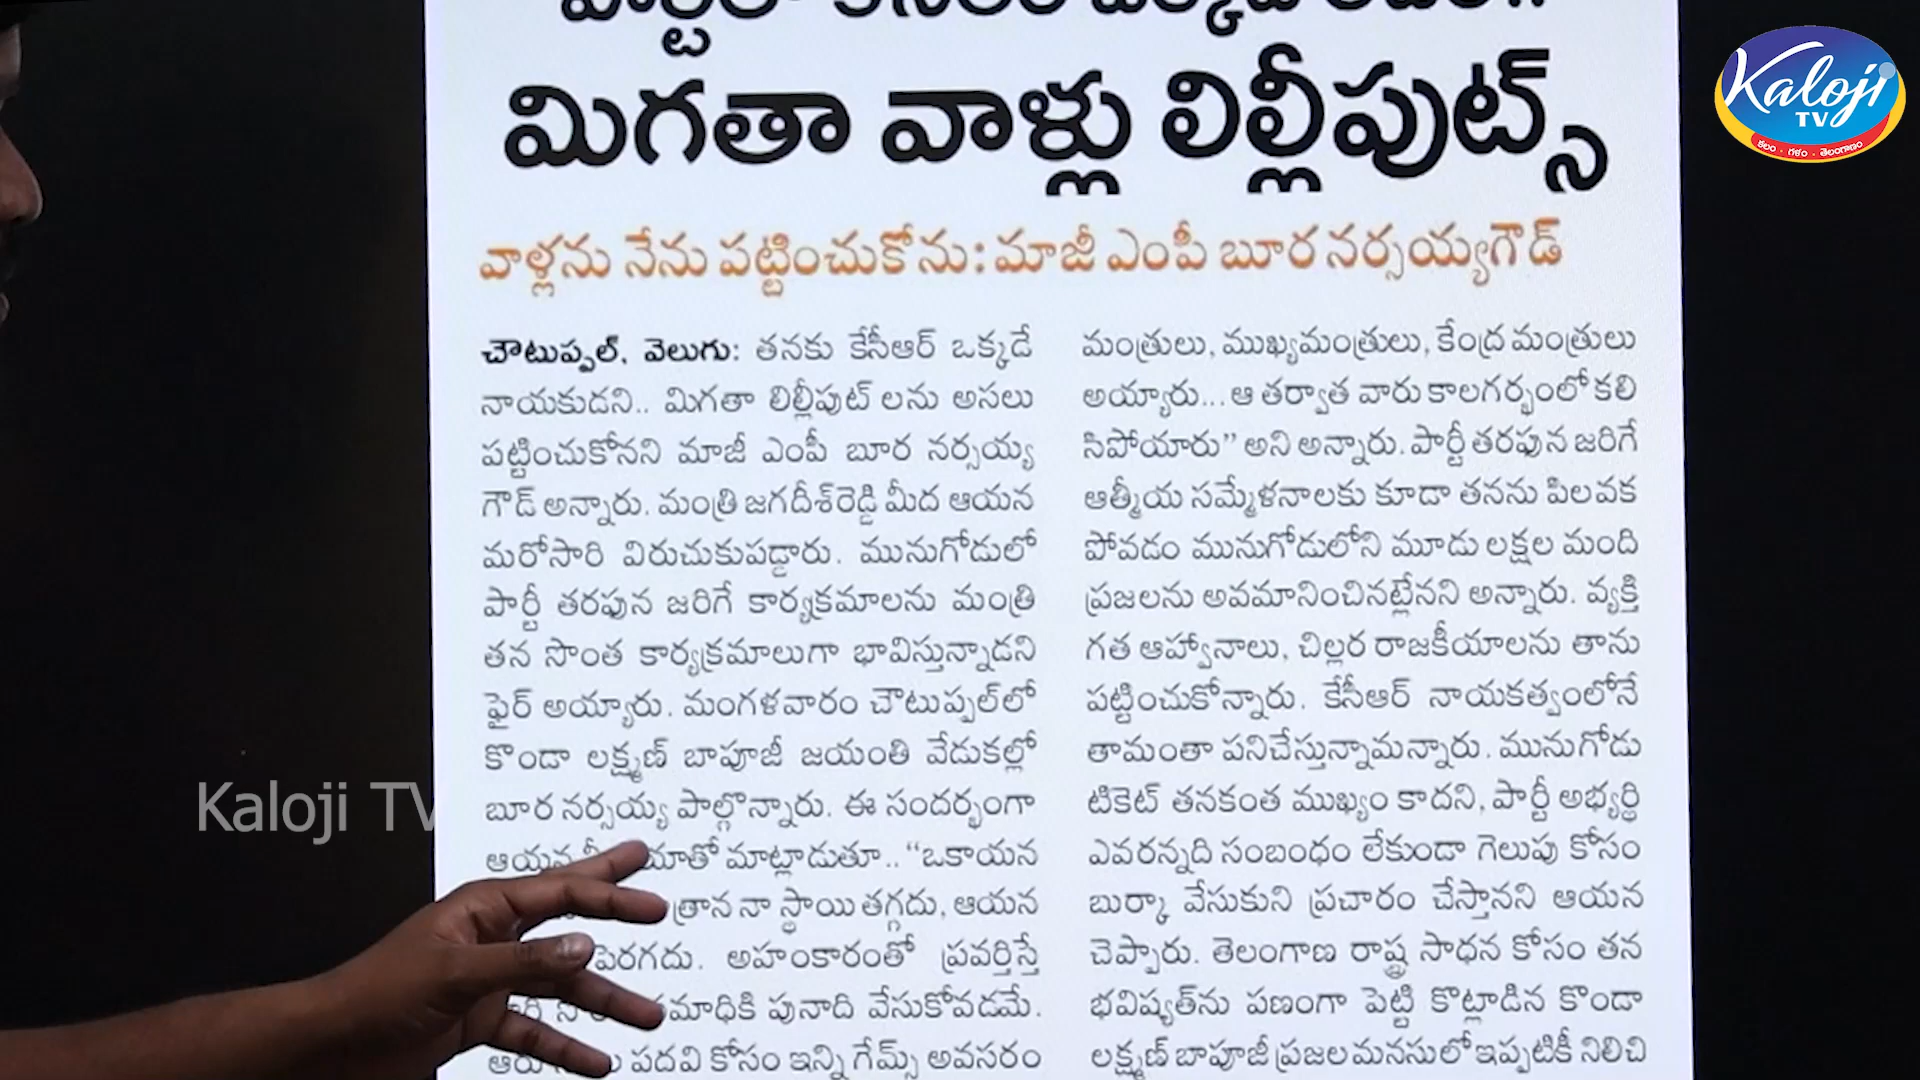 Kaloji
TV
కలం - గళం - తెలంగాణం
మిగతా వాళ్లు లిల్లీపుట్స్
వాళ్లను నేను పట్టించుకోను: మాజీ ఎంపీ బూర నర్సయ్యగౌడ్
చౌటుప్పల్, వెలుగు: తనకు కేసీఆర్ ఒక్కడే
నాయకుడని.. మిగతా లిల్లీపుట్ లను అసలు
పట్టించుకోనని మాజీ ఎంపీ బూర నర్సయ్య
గౌడ్ అన్నారు. మంత్రి జగదీశ్‌రెడ్డి మీద ఆయన
మరోసారి విరుచుకుపడ్డారు. మునుగోడులో
పార్టీ తరఫున జరిగే కార్యక్రమాలను మంత్రి
తన సొంత కార్యక్రమాలుగా భావిస్తున్నాడని
ఫైర్ అయ్యారు. మంగళవారం చౌటుప్పల్‌లో
కొండా లక్ష్మణ్ బాపూజీ జయంతి వేడుకల్లో
బూర నర్సయ్య పాల్గొన్నారు. ఈ సందర్భంగా
ఆయన మాట్లాడుతూ.. “ఒకాయన
నా స్థాయి తగ్గదు, ఆయన
పెరగదు. అహంకారంతో ప్రవర్తిస్తే
పునాది వేసుకోవడమే.
పదవి కోసం ఇన్ని గేమ్స్ అవసరం
మంత్రులు, ముఖ్యమంత్రులు, కేంద్ర మంత్రులు
అయ్యారు... ఆ తర్వాత వారు కాలగర్భంలో కలి
సిపోయారు” అని అన్నారు. పార్టీ తరఫున జరిగే
ఆత్మీయ సమ్మేళనాలకు కూడా తనను పిలవక
పోవడం మునుగోడులోని మూడు లక్షల మంది
ప్రజలను అవమానించినట్లేనని అన్నారు. వ్యక్తి
గత ఆహ్వానాలు, చిల్లర రాజకీయాలను తాను
పట్టించుకోన్నారు. కేసీఆర్ నాయకత్వంలోనే
తామంతా పనిచేస్తున్నామన్నారు. మునుగోడు
టికెట్ తనకంత ముఖ్యం కాదని, పార్టీ అభ్యర్థి
ఎవరన్నది సంబంధం లేకుండా గెలుపు కోసం
బుర్కా వేసుకుని ప్రచారం చేస్తానని ఆయన
చెప్పారు. తెలంగాణ రాష్ట్ర సాధన కోసం తన
భవిష్యత్‌ను పణంగా పెట్టి కొట్లాడిన కొండా
లక్ష్మణ్ బాపూజీ ప్రజల మనసులో ఇప్పటికీ నిలిచి
Kaloji TV